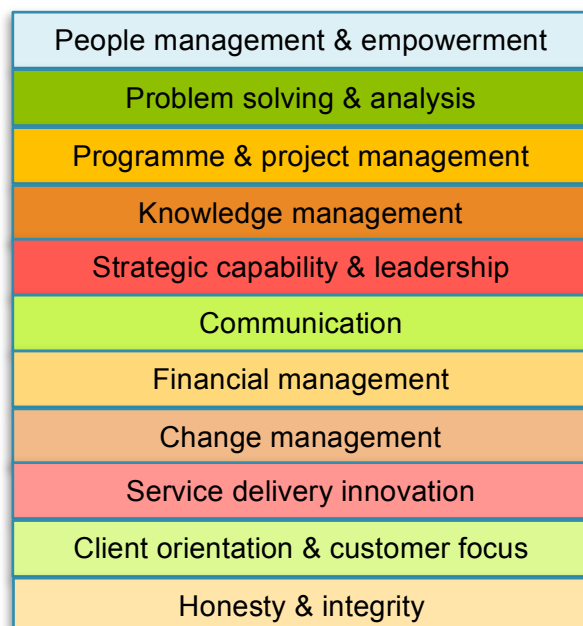 People management & empowerment
Problem solving & analysis
Programme & project management
Knowledge management
Strategic capability & leadership
Communication
Financial management
Change management
Service delivery innovation
Client orientation & customer focus
Honesty & integrity